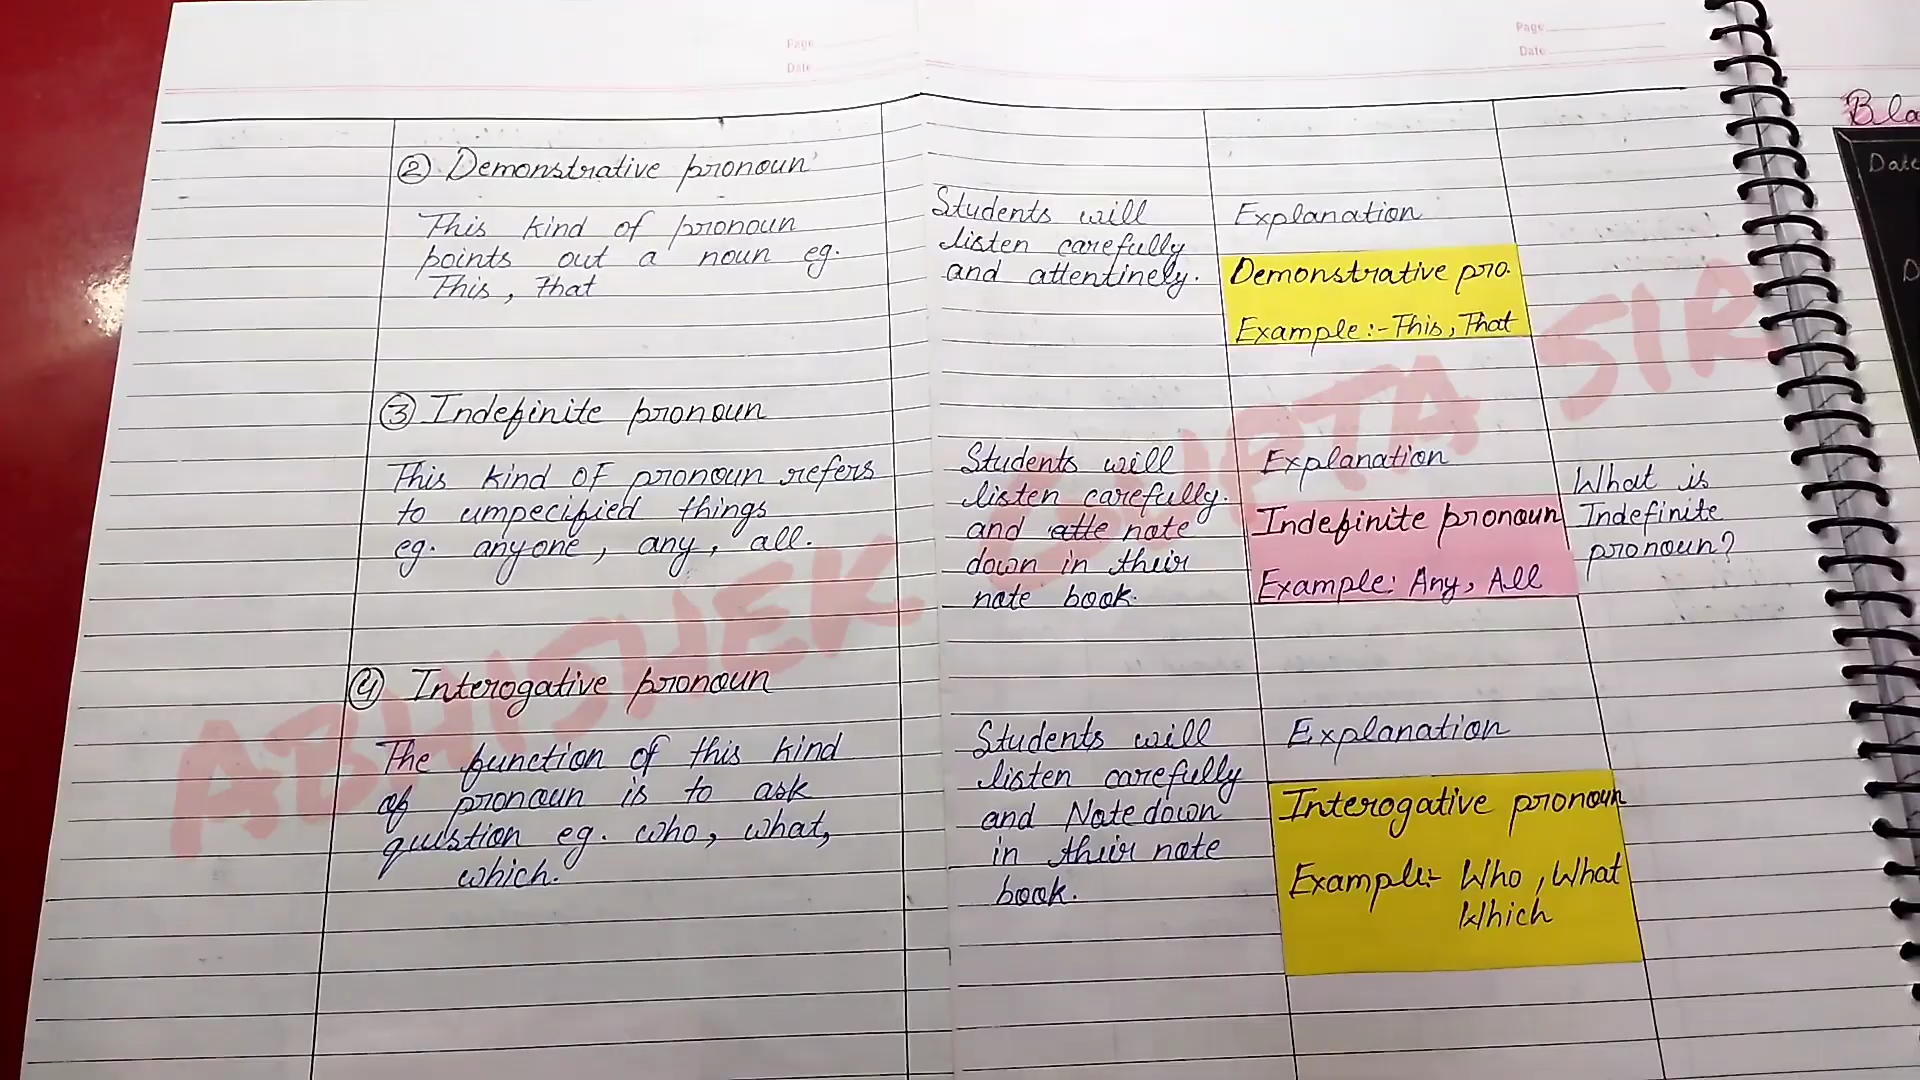 Page
Date
Page
Date
② Demonstrative pronoun
This kind of pronoun
points out a noun eg.
This, that
Students will
listen carefully
and attentinely.
Explanation
Demonstrative pro.
Example :- This, That
③ Indefinite pronoun
This kind of pronoun refers
to umpecified things
eg. anyone, any, all.
Students will
listen carefully.
and atte note
down in their
note book.
Explanation
Indefinite pronoun
Example: Any, All
What is
Indefinite
pronoun?
④ Interogative pronoun
The function of this kind
of pronoun is to ask
quistion eg. who, what,
which.
Students will
listen carefully
and Note down
in their note
book.
Explanation
Interogative pronoun
Example:- Who, What
Which
Bla
Date
D
ABHISHEK GUPTA SIR